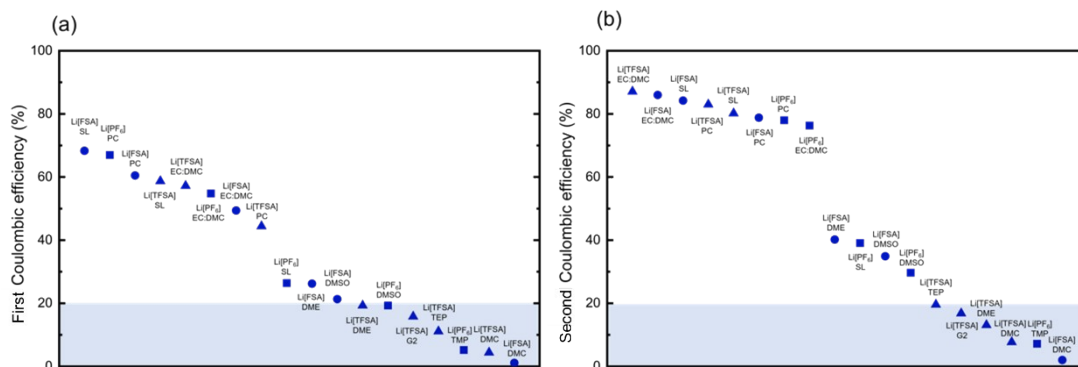 (a)
First Coulombic efficiency (%)
100
80
60
40
20
0
Li[FSA]
SL
Li[PF6]
PC
Li[FSA]
PC
Li[TFSA]
SL
Li[TFSA]
EC:DMC
Li[PF6]
EC:DMC
Li[FSA]
EC:DMC
Li[TFSA]
PC
Li[PF6]
SL
Li[FSA]
DMSO
Li[FSA]
DME
Li[TFSA]
DME
Li[PF6]
DMSO
Li[TFSA]
TEP
Li[TFSA]
G2
Li[PF6]
TMP
Li[TFSA]
DMC
Li[FSA]
DMC
(b)
Second Coulombic efficiency (%)
100
80
60
40
20
0
Li[TFSA]
EC:DMC
Li[FSA]
EC:DMC
Li[FSA]
SL
Li[TFSA]
PC
Li[TFSA]
SL
Li[FSA]
PC
Li[PF6]
PC
Li[PF6]
EC:DMC
Li[FSA]
DME
Li[PF6]
SL
Li[FSA]
DMSO
Li[PF6]
DMSO
Li[TFSA]
TEP
Li[TFSA]
G2
Li[TFSA]
DME
Li[TFSA]
DMC
Li[PF6]
TMP
Li[FSA]
DMC